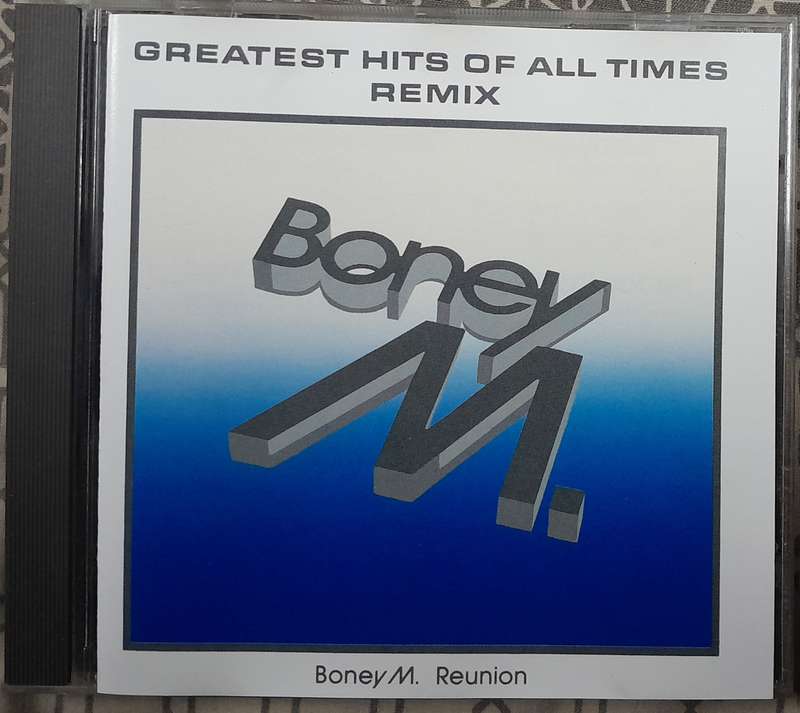 GREATEST HITS OF ALL TIMES
REMIX
Boney
M.
Boney M. Reunion